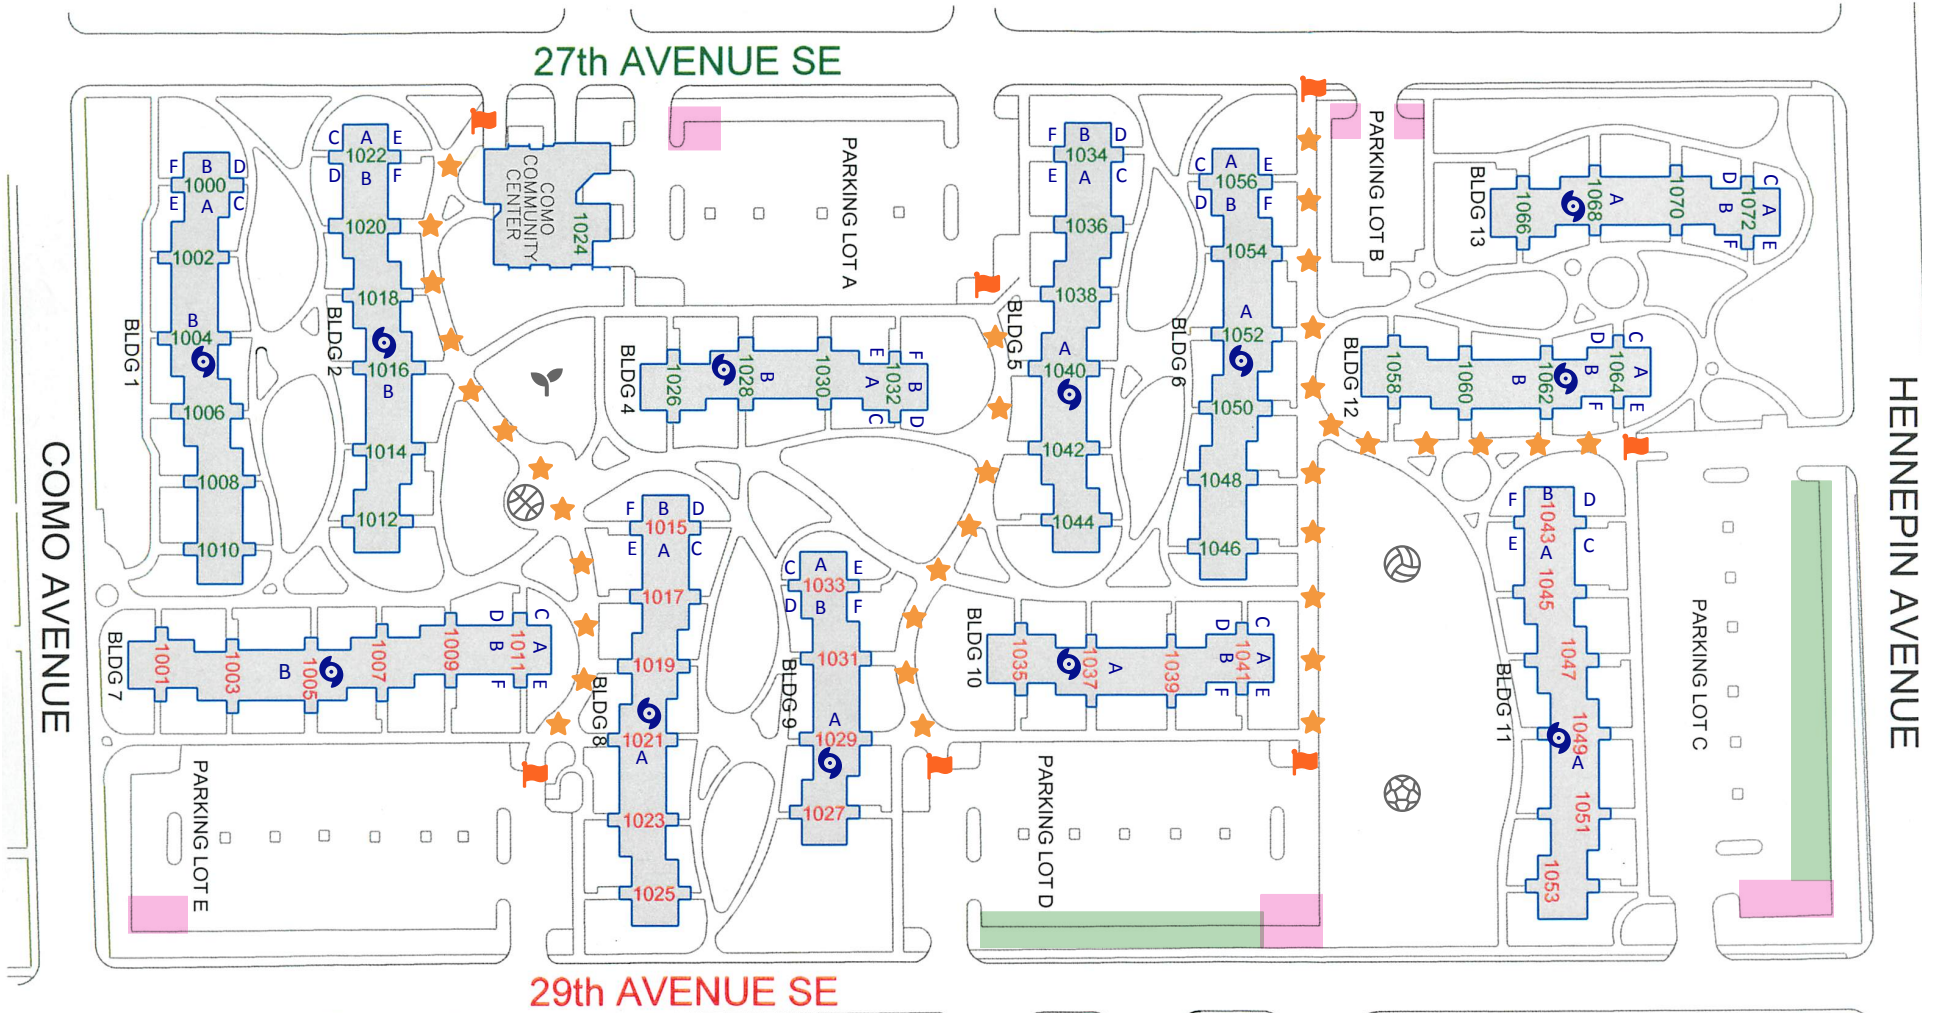 27th AVENUE SE
COMO AVENUE
HENNEPIN AVENUE
29th AVENUE SE
BLDG 1
F B D
1000
E A C
1002
B
1004
1006
1008
1010
BLDG 2
C A E
1022
D B F
1020
1018
1016
B
1014
1012
COMO
COMMUNITY
CENTER
1024
PARKING LOT A
BLDG 4
1026
1028
B
1030
E A C
1032
F B D
BLDG 5
F B D
1034
E A C
1036
1038
A
1040
1042
1044
BLDG 6
C A E
1056
D B F
1054
A
1052
1050
1048
1046
PARKING LOT B
BLDG 13
1066
1068
A
1070
D B F
1072
C A E
BLDG 12
1058
1060
B
1062
D B F
1064
C A E
BLDG 7
1001
1003
B
1005
1007
1009
D B F
1011
C A E
BLDG 8
F B D
1015
E A C
1017
1019
1021
A
1023
1025
BLDG 9
C A E
1033
D B F
1031
A
1029
1027
BLDG 10
1035
1037
A
1039
D B F
1041
C A E
BLDG 11
F B D
1043
E A C
1045
1047
1049
A
1051
1053
PARKING LOT C
PARKING LOT D
PARKING LOT E